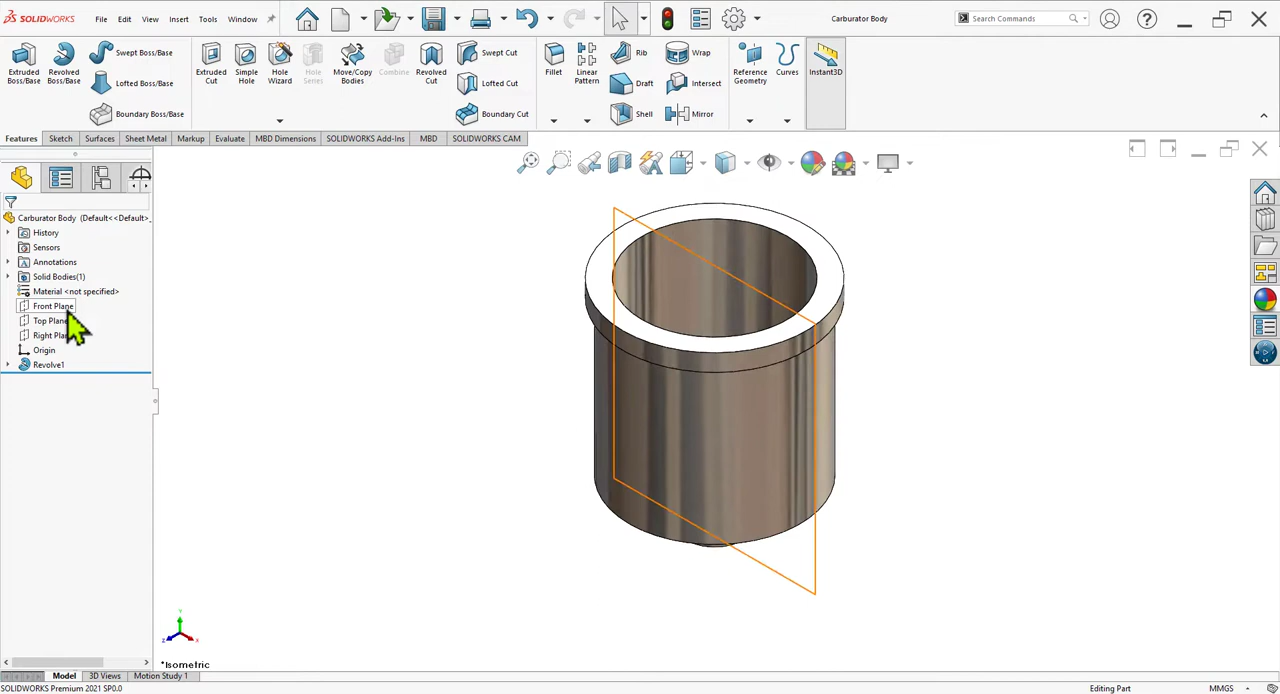 SOLIDWORKS File Edit View Insert Tools Window Carburator Body Search Commands
Extruded Boss/Base
Revolved Boss/Base
Swept Boss/Base
Lofted Boss/Base
Boundary Boss/Base
Extruded Cut
Simple Hole
Hole Wizard
Hole Series
Move/Copy Bodies
Combine
Revolved Cut
Swept Cut
Lofted Cut
Boundary Cut
Fillet
Linear Pattern
Rib
Draft
Shell
Wrap
Intersect
Mirror
Reference Geometry
Curves
Instant3D
Features Sketch Surfaces Sheet Metal Markup Evaluate MBD Dimensions SOLIDWORKS Add-Ins MBD SOLIDWORKS CAM
Carburator Body (Default<<Default>
History
Sensors
Annotations
Solid Bodies(1)
Material <not specified>
Front Plane
Top Plane
Right Plan
Origin
Revolve1
Y
Z X
*Isometric
Model 3D Views Motion Study 1
SOLIDWORKS Premium 2021 SP0.0 Editing Part MMGS